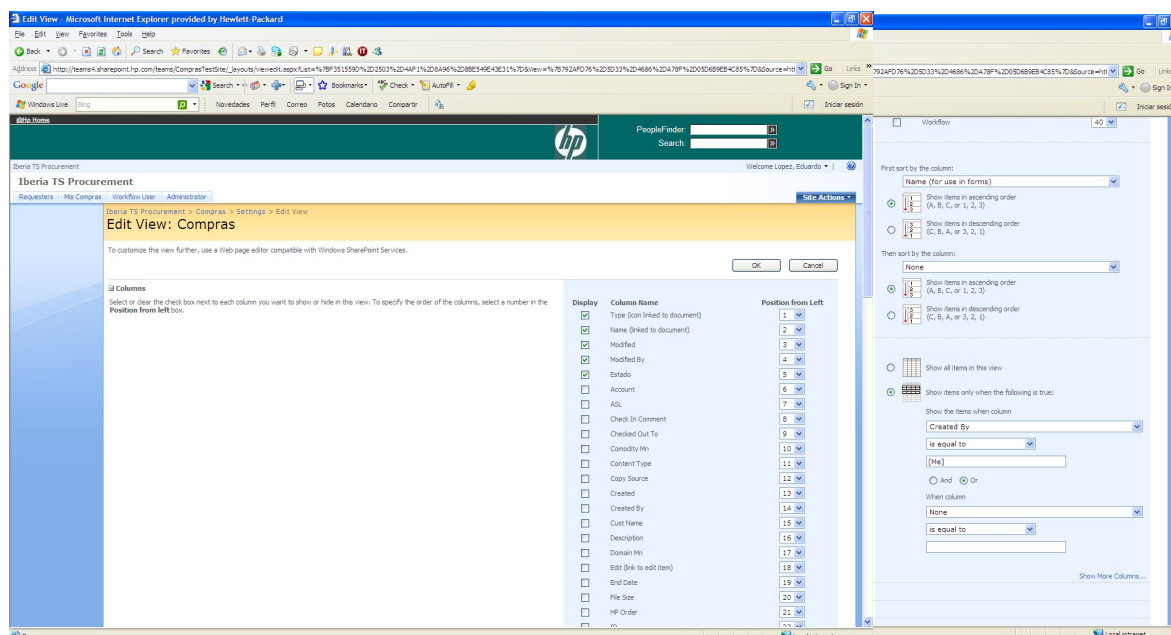 Edit View - Microsoft Internet Explorer provided by Hewlett-Packard
File Edit View Favorites Tools Help
Back Search Favorites
Address http://teams4.sharepoint.hp.com/teams/ComprasTestSite/_layouts/viewedit.aspx?List= Go Links
Google Search Bookmarks Check AutoFill Sign In
Windows Live Bing Novedades Perfil Correo Fotos Calendario Compartir Iniciar sesión
@Hp Home
hp
PeopleFinder:
Search:
Iberia TS Procurement Welcome Lopez, Eduardo
Iberia TS Procurement
Requesters Mis Compras Workflow User Administrator Site Actions
Iberia TS Procurement > Compras > Settings > Edit View
Edit View: Compras
To customize this view further, use a Web page editor compatible with Windows SharePoint Services.
OK Cancel
Columns
Select or clear the check box next to each column you want to show or hide in this view. To specify the order of the columns, select a number in the
Position from left box.
Display Column Name Position from Left
Type (icon linked to document) 1
Name (linked to document) 2
Modified 3
Modified By 4
Estado 5
Account 6
ASL 7
Check In Comment 8
Checked Out To 9
Comodity Mn 10
Content Type 11
Copy Source 12
Created 13
Created By 14
Cust Name 15
Description 16
Domain Mn 17
Edit (link to edit item) 18
End Date 19
File Size 20
HP Order 21
ID 22
Go Links
Sign In
Iniciar sesió
Workflow 40
First sort by the column:
Name (for use in forms)
Show items in ascending order
(A, B, C, or 1, 2, 3)
Show items in descending order
(C, B, A, or 3, 2, 1)
Then sort by the column:
None
Show items in ascending order
(A, B, C, or 1, 2, 3)
Show items in descending order
(C, B, A, or 3, 2, 1)
Show all items in this view
Show items only when the following is true:
Show the items when column
Created By
is equal to
[Me]
And Or
When column
None
is equal to
Show More Columns...
Local intranet